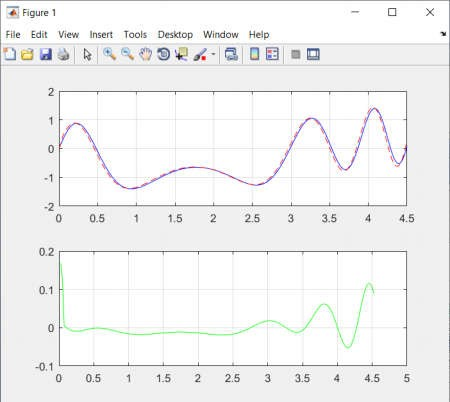 Figure 1
File Edit View Insert Tools Desktop Window Help
2
1
0
-1
-2
0 0.5 1 1.5 2 2.5 3 3.5 4 4.5
0.2
0.1
0
-0.1
0 0.5 1 1.5 2 2.5 3 3.5 4 4.5 5